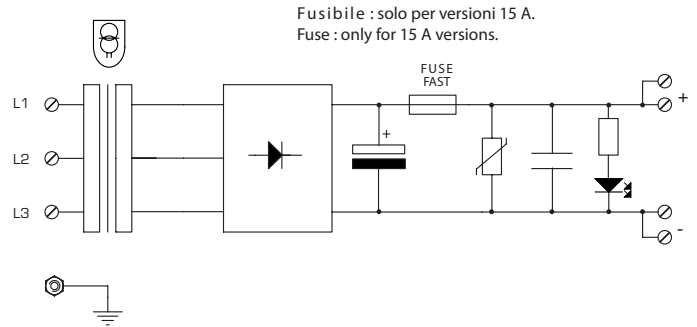 Fusibile : solo per versioni 15 A.
Fuse : only for 15 A versions.
FUSE
FAST
L1
+
+
L2
L3
-